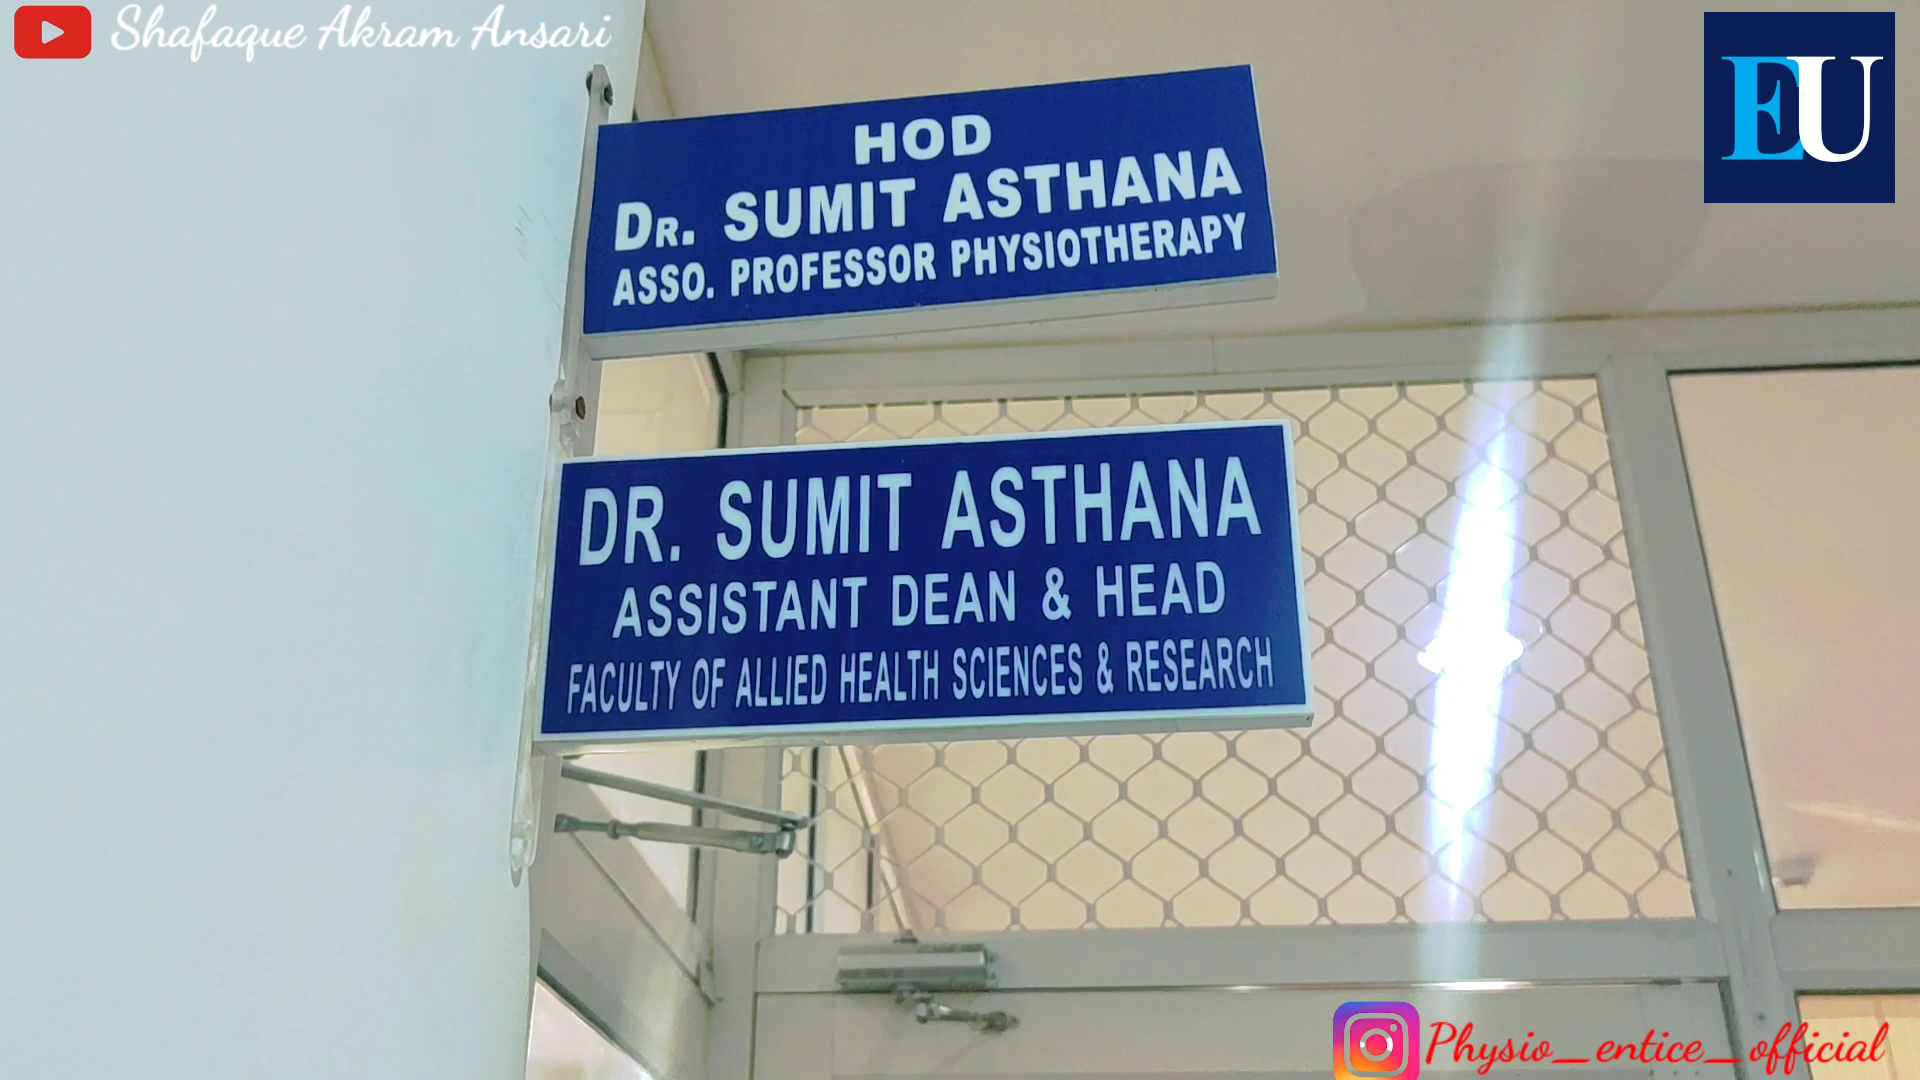 Shafaque Akram Ansari
EU
HOD
DR. SUMIT ASTHANA
ASSO. PROFESSOR PHYSIOTHERAPY
DR. SUMIT ASTHANA
ASSISTANT DEAN & HEAD
FACULTY OF ALLIED HEALTH SCIENCES & RESEARCH
Physio_entice_official